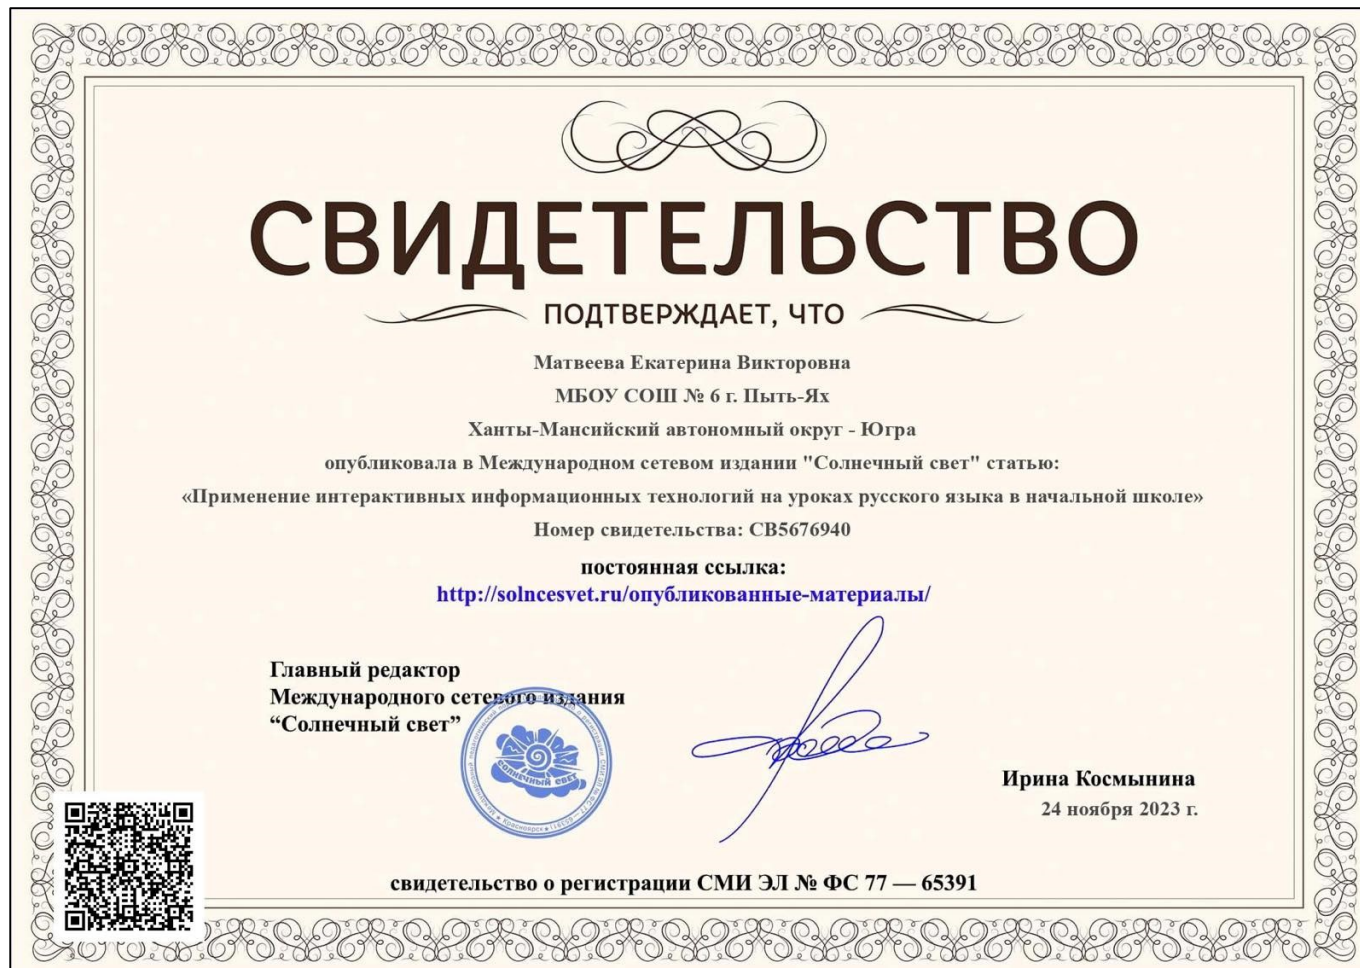 СВИДЕТЕЛЬСТВО
ПОДТВЕРЖДАЕТ, ЧТО
Матвеева Екатерина Викторовна
МБОУ СОШ № 6 г. Пыть-Ях
Ханты-Мансийский автономный округ - Югра
опубликовала в Международном сетевом издании "Солнечный свет" статью:
«Применение интерактивных информационных технологий на уроках русского языка в начальной школе»
Номер свидетельства: СВ5676940
постоянная ссылка:
http://solncesvet.ru/опубликованные-материалы/
Главный редактор
Международного сетевого издания
“Солнечный свет”
СОЛНЕЧНЫЙ СВЕТ
Ирина Космынина
24 ноября 2023 г.
свидетельство о регистрации СМИ ЭЛ № ФС 77 — 65391